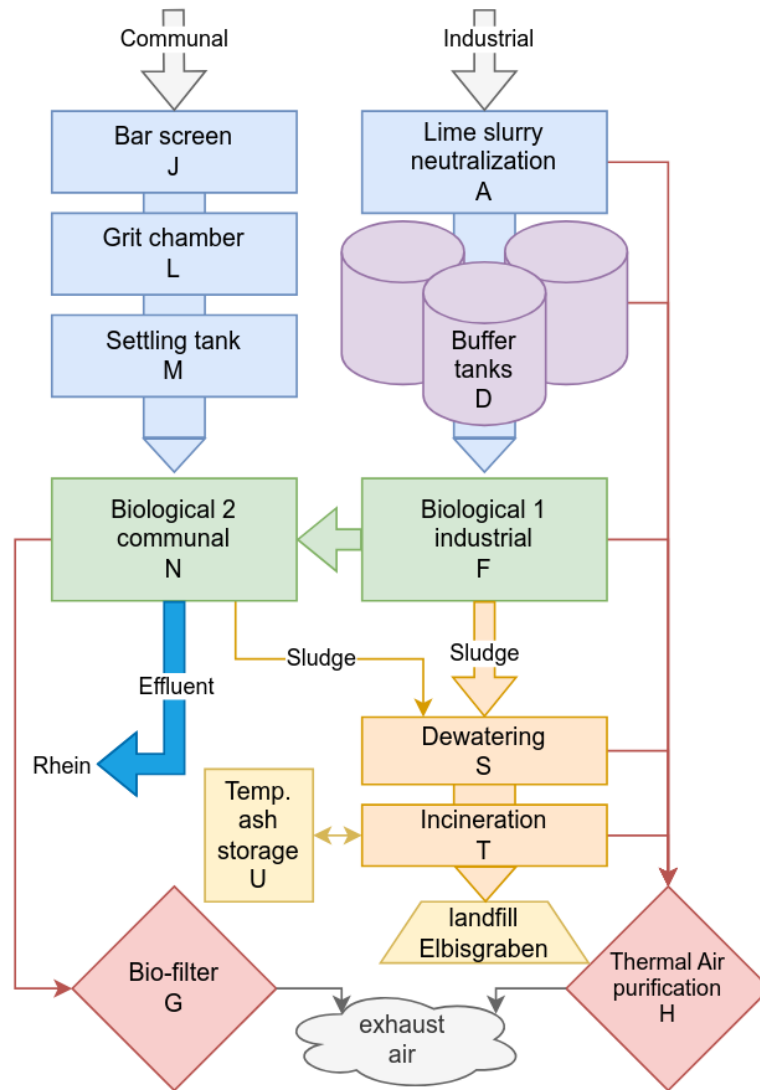 Communal
Industrial
Bar screen
J
Lime slurry
neutralization
A
Grit chamber
L
Settling tank
M
Buffer
tanks
D
Biological 2
communal
N
Biological 1
industrial
F
Sludge
Sludge
Effluent
Rhein
Dewatering
S
Temp.
ash
storage
U
Incineration
T
landfill
Elbisgraben
Bio-filter
G
Thermal Air
purification
H
exhaust
air